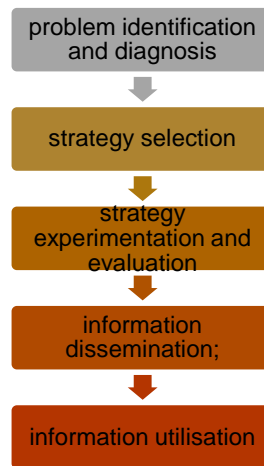 problem identification
and diagnosis
strategy selection
strategy
experimentation and
evaluation
information
dissemination;
information utilisation